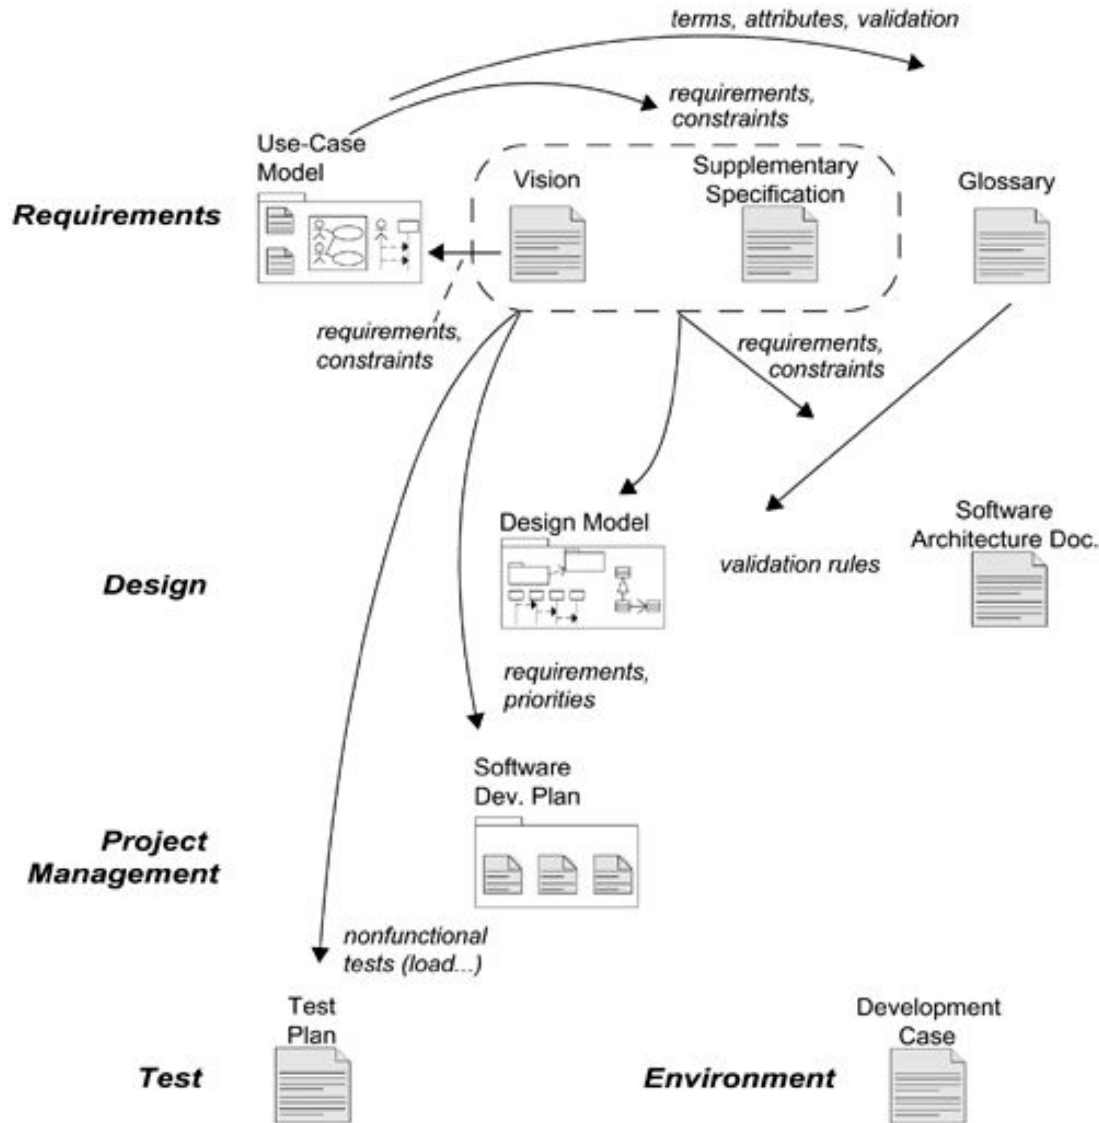 terms, attributes, validation
requirements,
constraints
Use-Case
Model
Vision
Supplementary
Specification
Glossary
Requirements
requirements,
constraints
requirements,
constraints
Design Model
Software
Architecture Doc.
validation rules
Design
requirements,
priorities
Software
Dev. Plan
Project
Management
nonfunctional
tests (load...)
Test
Plan
Development
Case
Test
Environment